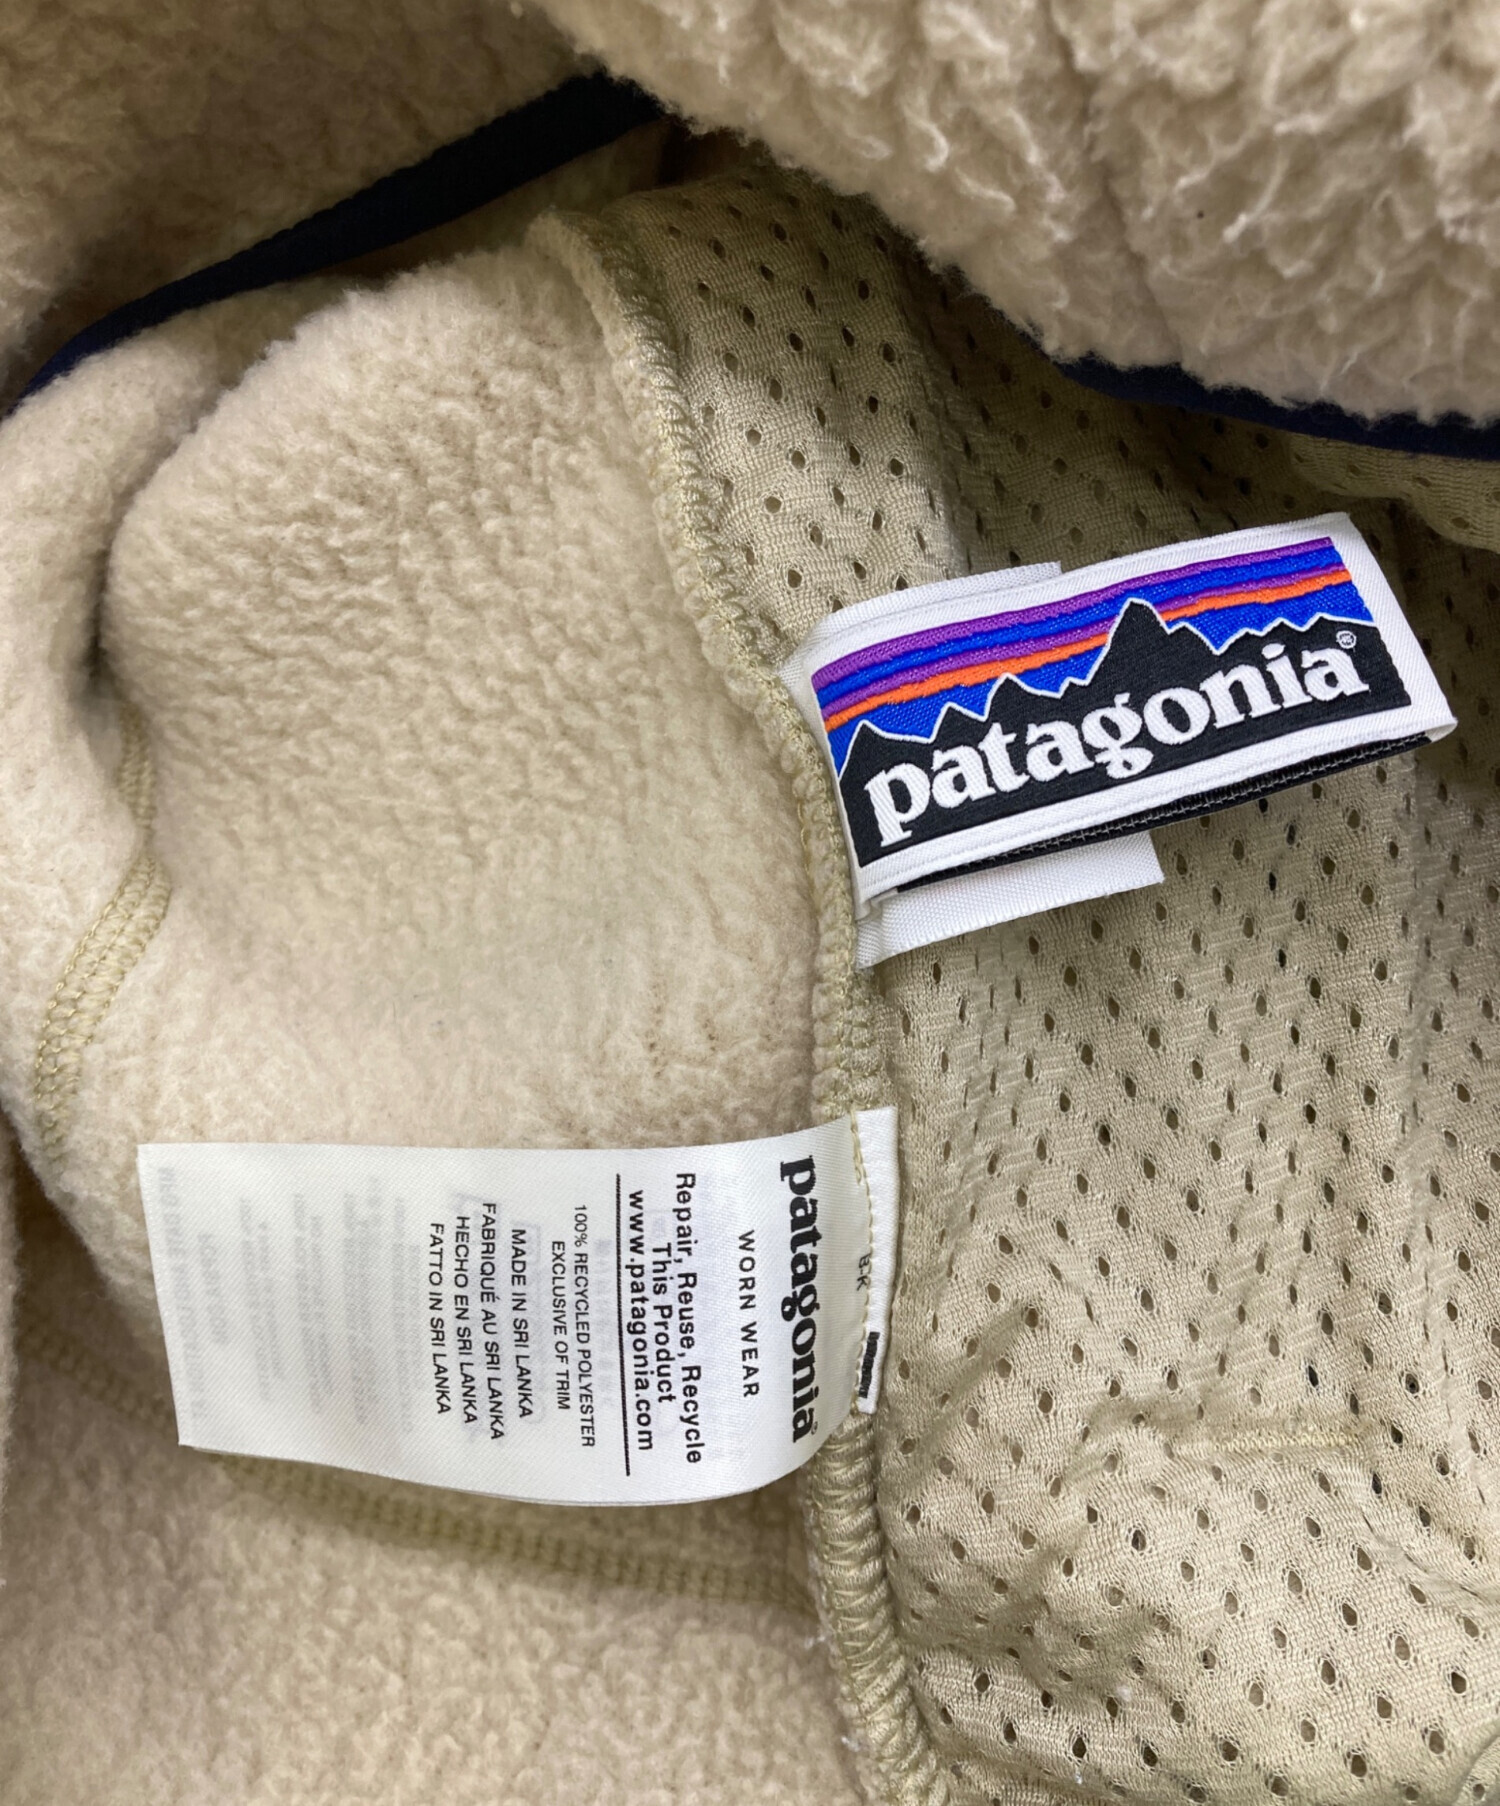 patagonia®
patagonia®
WORN WEAR
Repair, Reuse, Recycle
This Product
www.patagonia.com
100% RECYCLED POLYESTER
EXCLUSIVE OF TRIM
MADE IN SRI LANKA
FABRIQUÉ AU SRI LANKA
HECHO EN SRI LANKA
FATTO IN SRI LANKA